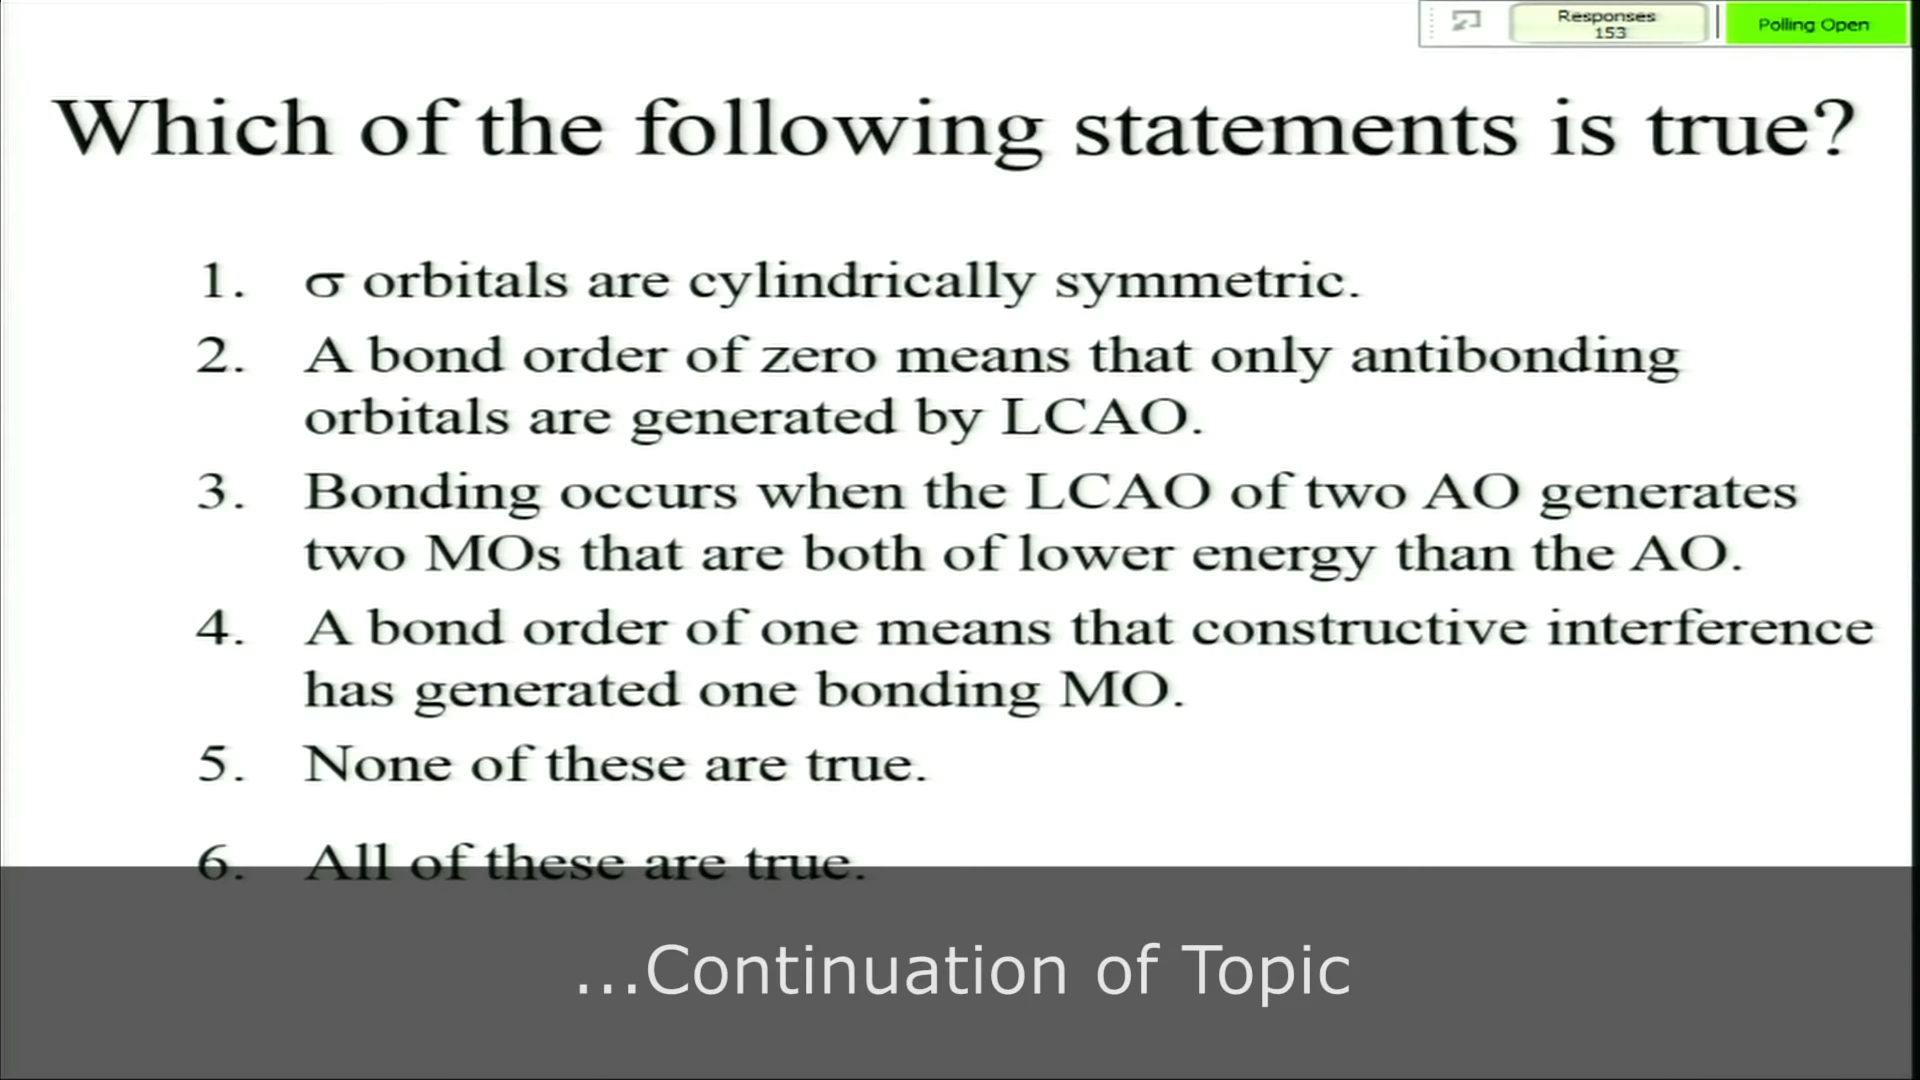 Responses
153
Polling Open
Which of the following statements is true?
1. σ orbitals are cylindrically symmetric.
2. A bond order of zero means that only antibonding
orbitals are generated by LCAO.
3. Bonding occurs when the LCAO of two AO generates
two MOs that are both of lower energy than the AO.
4. A bond order of one means that constructive interference
has generated one bonding MO.
5. None of these are true.
6. All of these are true.
...Continuation of Topic